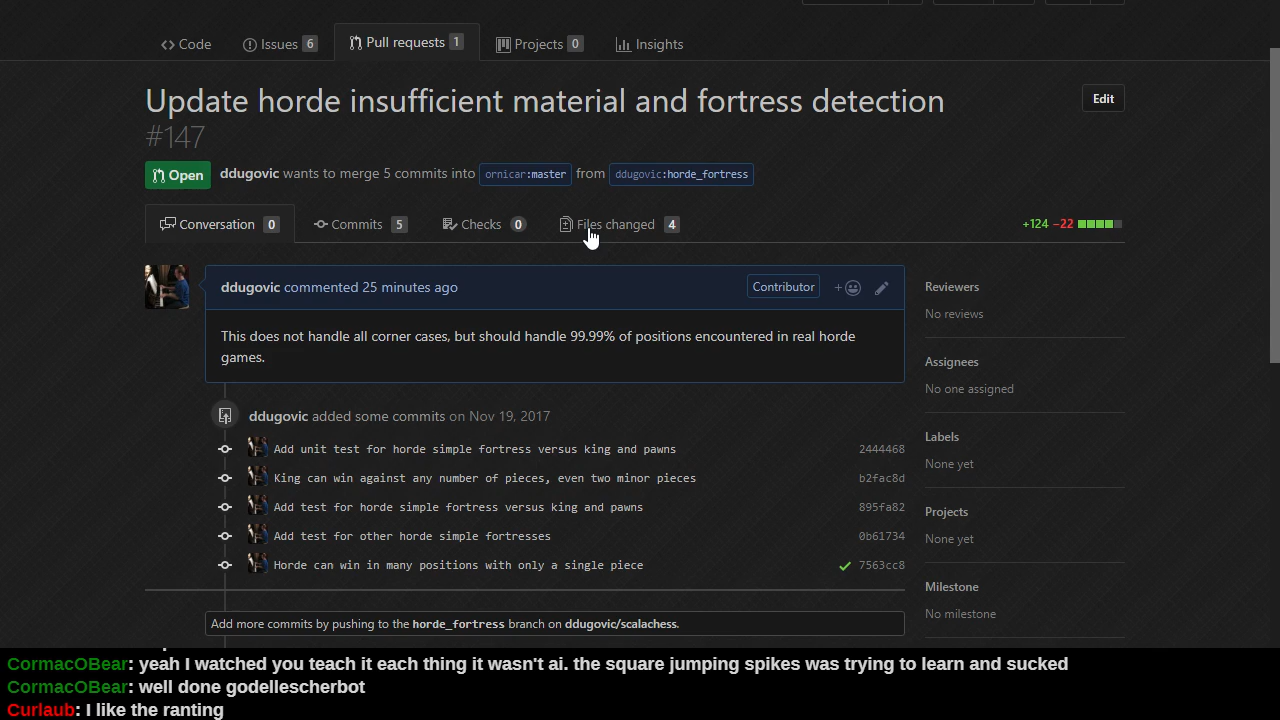 Code Issues 6 Pull requests 1 Projects 0 Insights
Update horde insufficient material and fortress detection
#147
Edit
Open ddugovic wants to merge 5 commits into ornicar:master from ddugovic:horde_fortress
Conversation 0 Commits 5 Checks 0 Files changed 4 +124 −22
ddugovic commented 25 minutes ago Contributor
This does not handle all corner cases, but should handle 99.99% of positions encountered in real horde
games.
ddugovic added some commits on Nov 19, 2017
Add unit test for horde simple fortress versus king and pawns 2444468
King can win against any number of pieces, even two minor pieces b2fac8d
Add test for horde simple fortress versus king and pawns 895fa82
Add test for other horde simple fortresses 0b61734
Horde can win in many positions with only a single piece 7563cc8
Add more commits by pushing to the horde_fortress branch on ddugovic/scalachess.
Reviewers
No reviews
Assignees
No one assigned
Labels
None yet
Projects
None yet
Milestone
No milestone
CormacOBear: yeah I watched you teach it each thing it wasn't ai. the square jumping spikes was trying to learn and sucked
CormacOBear: well done godellescherbot
Curlaub: I like the ranting